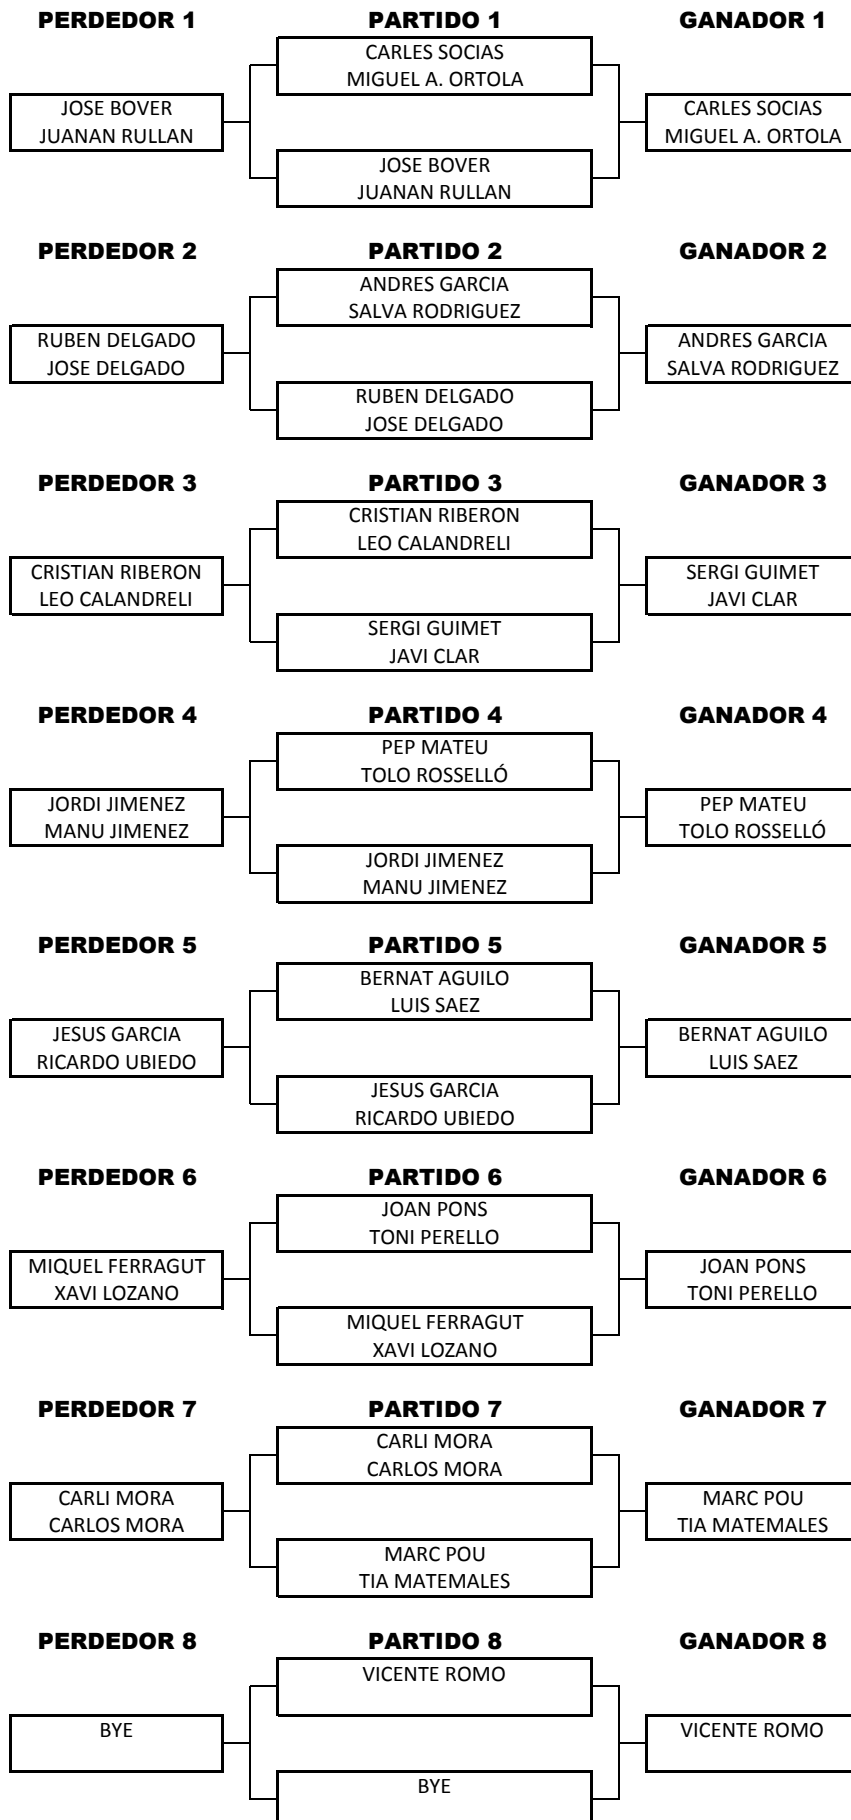 PERDEDOR 1 PARTIDO 1 GANADOR 1
CARLES SOCIAS
MIGUEL A. ORTOLA
JOSE BOVER CARLES SOCIAS
JUANAN RULLAN MIGUEL A. ORTOLA
JOSE BOVER
JUANAN RULLAN
PERDEDOR 2 PARTIDO 2 GANADOR 2
ANDRES GARCIA
SALVA RODRIGUEZ
RUBEN DELGADO ANDRES GARCIA
JOSE DELGADO SALVA RODRIGUEZ
RUBEN DELGADO
JOSE DELGADO
PERDEDOR 3 PARTIDO 3 GANADOR 3
CRISTIAN RIBERON
LEO CALANDRELI
CRISTIAN RIBERON SERGI GUIMET
LEO CALANDRELI JAVI CLAR
SERGI GUIMET
JAVI CLAR
PERDEDOR 4 PARTIDO 4 GANADOR 4
PEP MATEU
TOLO ROSSELLÓ
JORDI JIMENEZ PEP MATEU
MANU JIMENEZ TOLO ROSSELLÓ
JORDI JIMENEZ
MANU JIMENEZ
PERDEDOR 5 PARTIDO 5 GANADOR 5
BERNAT AGUILO
LUIS SAEZ
JESUS GARCIA BERNAT AGUILO
RICARDO UBIEDO LUIS SAEZ
JESUS GARCIA
RICARDO UBIEDO
PERDEDOR 6 PARTIDO 6 GANADOR 6
JOAN PONS
TONI PERELLO
MIQUEL FERRAGUT JOAN PONS
XAVI LOZANO TONI PERELLO
MIQUEL FERRAGUT
XAVI LOZANO
PERDEDOR 7 PARTIDO 7 GANADOR 7
CARLI MORA
CARLOS MORA
CARLI MORA MARC POU
CARLOS MORA TIA MATEMALES
MARC POU
TIA MATEMALES
PERDEDOR 8 PARTIDO 8 GANADOR 8
VICENTE ROMO
BYE VICENTE ROMO
BYE